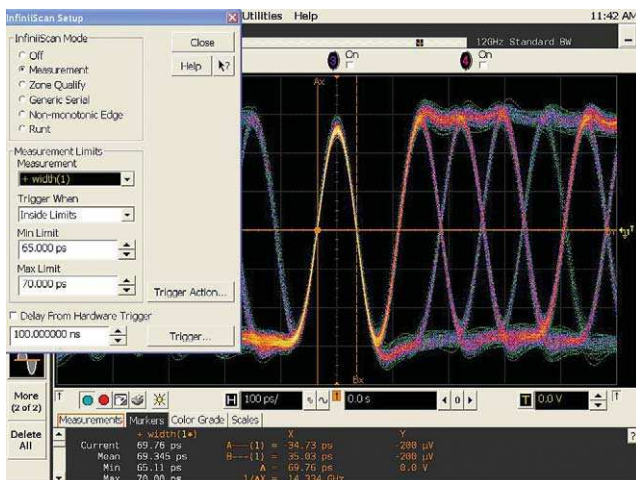 InfiniiScan Setup
Utilities Help
11:42 AM
InfiniiScan Mode
Off
Measurement
Zone Qualify
Generic Serial
Non-monotonic Edge
Runt
Close
Help
12GHz Standard BW
3 On
4 On
Ax
Measurement Limits
Measurement
+ width(1)
Trigger When
Inside Limits
Min Limit
65.000 ps
Max Limit
70.000 ps
Trigger Action...
Delay From Hardware Trigger
100.000000 ns
Trigger...
Bx
More
(2 of 2)
Delete
All
H 100 ps/
0.0 s
0
T 0.0 V
Measurements Markers Color Grade Scales
+ width(1) X Y
Current 69.76 ps A---(1) = -34.73 ps -200 µV
Mean 69.345 ps B---(1) = 35.03 ps -200 µV
Min 65.11 ps Δ = 69.76 ps 0.0 V
Max 70.00 ps 1/ΔX = 14.334 GHz